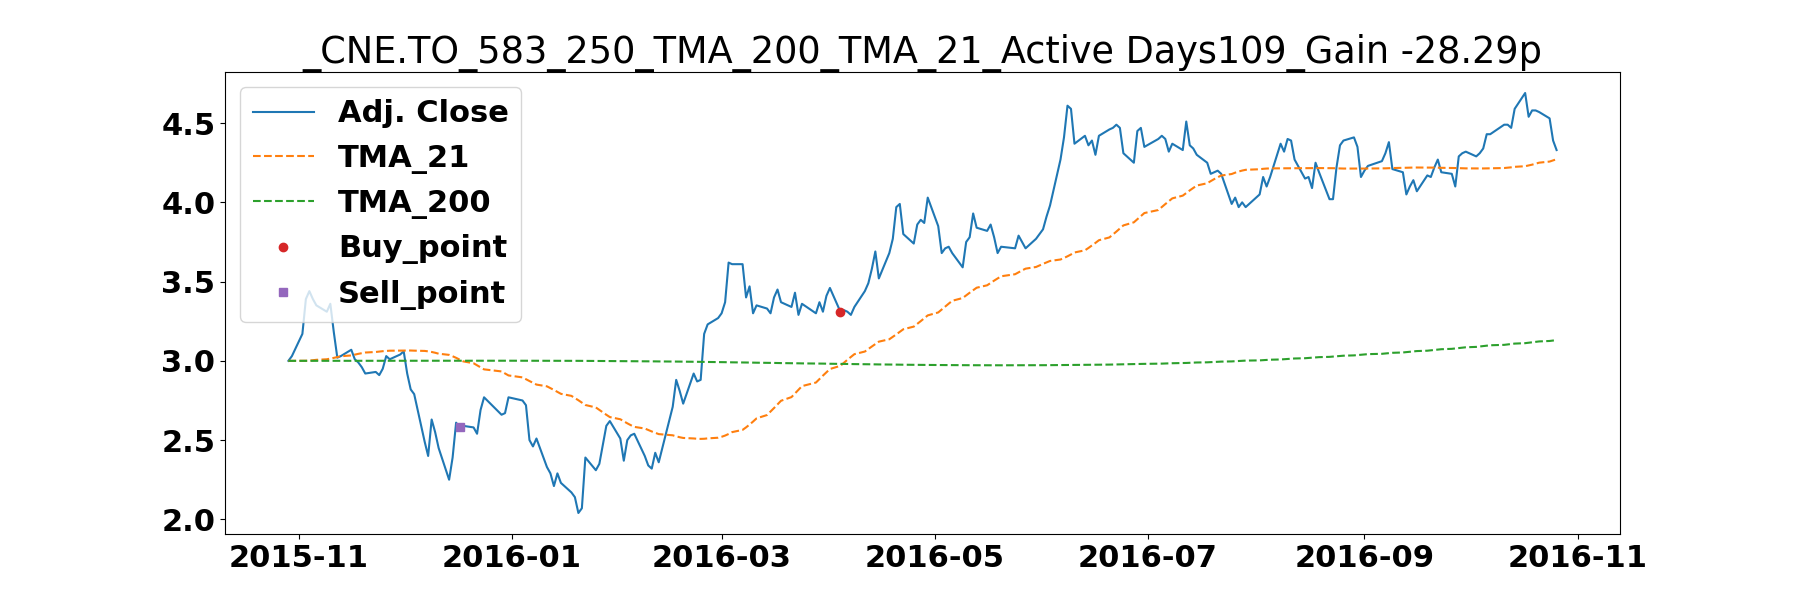 _CNE.TO_583_250_TMA_200_TMA_21_Active Days109_Gain -28.29p
Adj. Close
TMA_21
TMA_200
Buy_point
Sell_point
4.5
4.0
3.5
3.0
2.5
2.0
2015-11 2016-01 2016-03 2016-05 2016-07 2016-09 2016-11